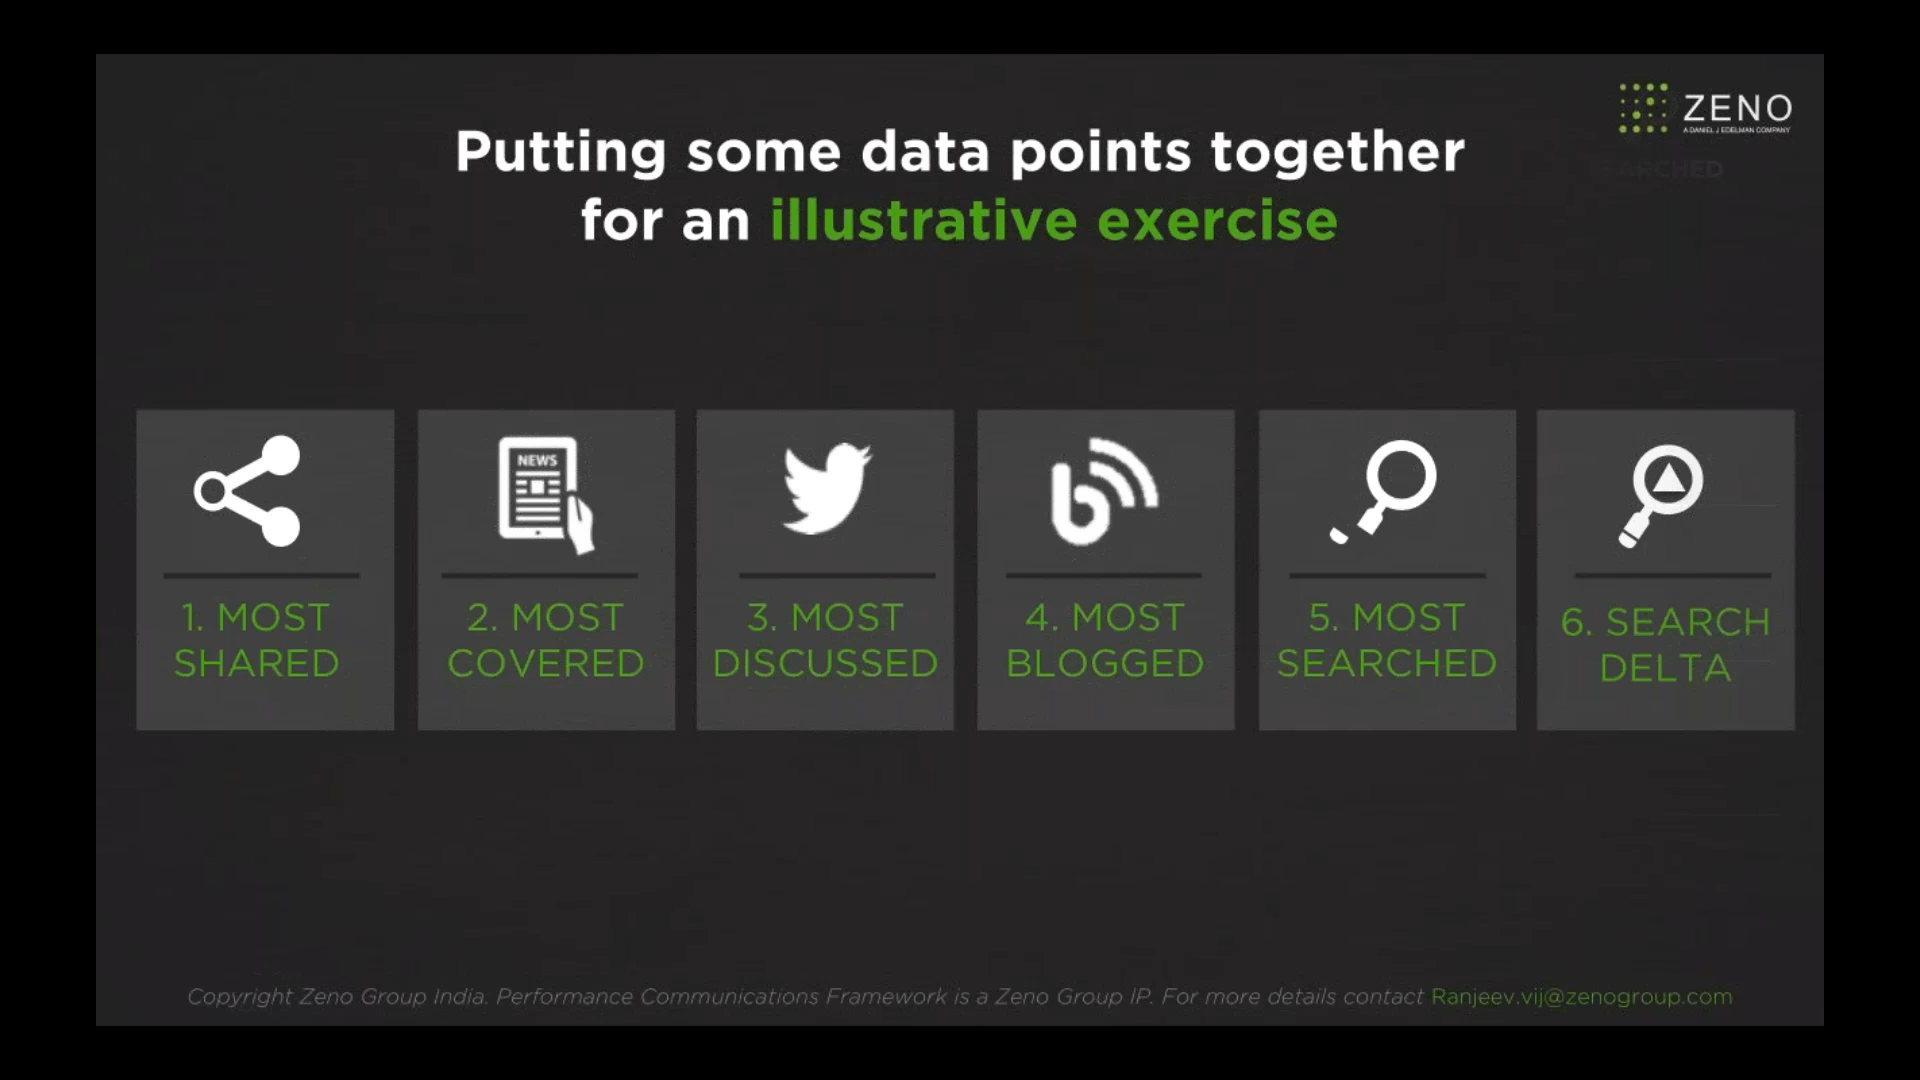 ZENO
A DANIEL J EDELMAN COMPANY
Putting some data points together
for an illustrative exercise
NEWS
1. MOST
SHARED
2. MOST
COVERED
3. MOST
DISCUSSED
4. MOST
BLOGGED
5. MOST
SEARCHED
6. SEARCH
DELTA
Copyright Zeno Group India. Performance Communications Framework is a Zeno Group IP. For more details contact Ranjeev.vij@zenogroup.com